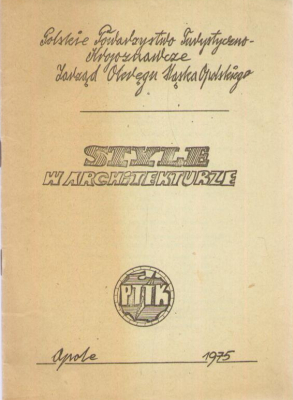 Polskie Towarzystwo Turystyczno-
Krajoznawcze
Zarząd Okręgu Śląska Opolskiego
STYLE
W ARCHITEKTURZE
PTTK
Opole 1975